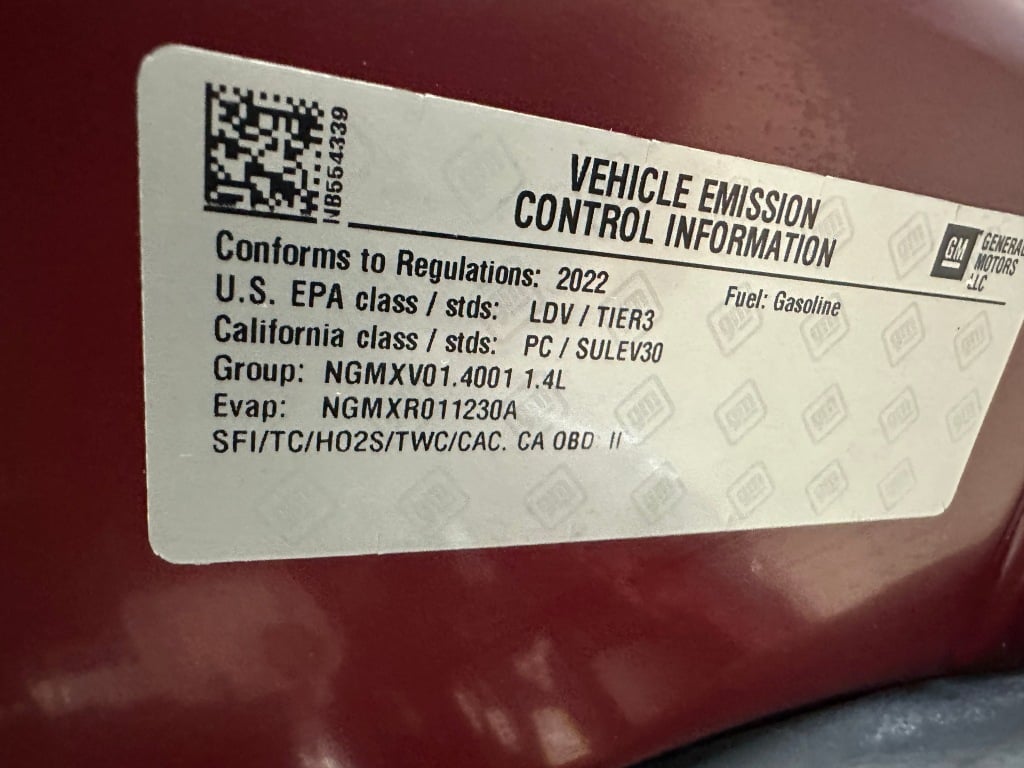 NB554339
VEHICLE EMISSION
CONTROL INFORMATION
GM
GENERAL
MOTORS
LLC
Conforms to Regulations: 2022
Fuel: Gasoline
U.S. EPA class / stds: LDV / TIER3
California class / stds: PC / SULEV30
Group: NGMXV01.4001 1.4L
Evap: NGMXR011230A
SFI/TC/HO2S/TWC/CAC. CA OBD II